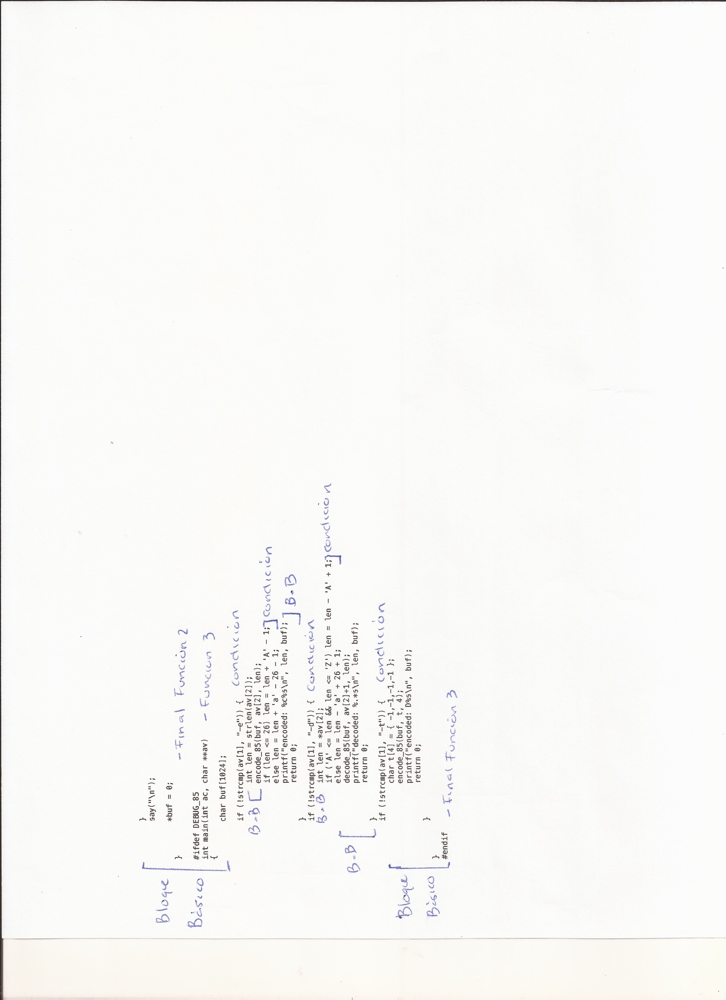 }
say("\n");
Bloque
*buf = 0;
} - Final Función 2
Básico
#ifdef DEBUG_85
int main(int ac, char **av) - Funcion 3
{
char buf[1024];
if (!strcmp(av[1], "-e")) { Condicion
B.B int len = strlen(av[2]);
encode_85(buf, av[2], len);
if (len <= 26) len = len + 'A' - 1; condicion
else len = len + 'a' - 26 - 1;
printf("encoded: %c%s\n", len, buf); B.B
return 0;
}
if (!strcmp(av[1], "-d")) { Condición
B.B int len = *av[2];
if ('A' <= len && len <= 'Z') len = len - 'A' + 1; condicion
else len = len - 'a' + 26 + 1;
B.B decode_85(buf, av[2]+1, len);
printf("decoded: %.*s\n", len, buf);
return 0;
}
if (!strcmp(av[1], "-t")) { Condición
char t[4] = { -1,-1,-1,-1 };
Bloque encode_85(buf, t, 4);
printf("encoded: D%s\n", buf);
return 0;
}
Básico }
#endif - Final Función 3